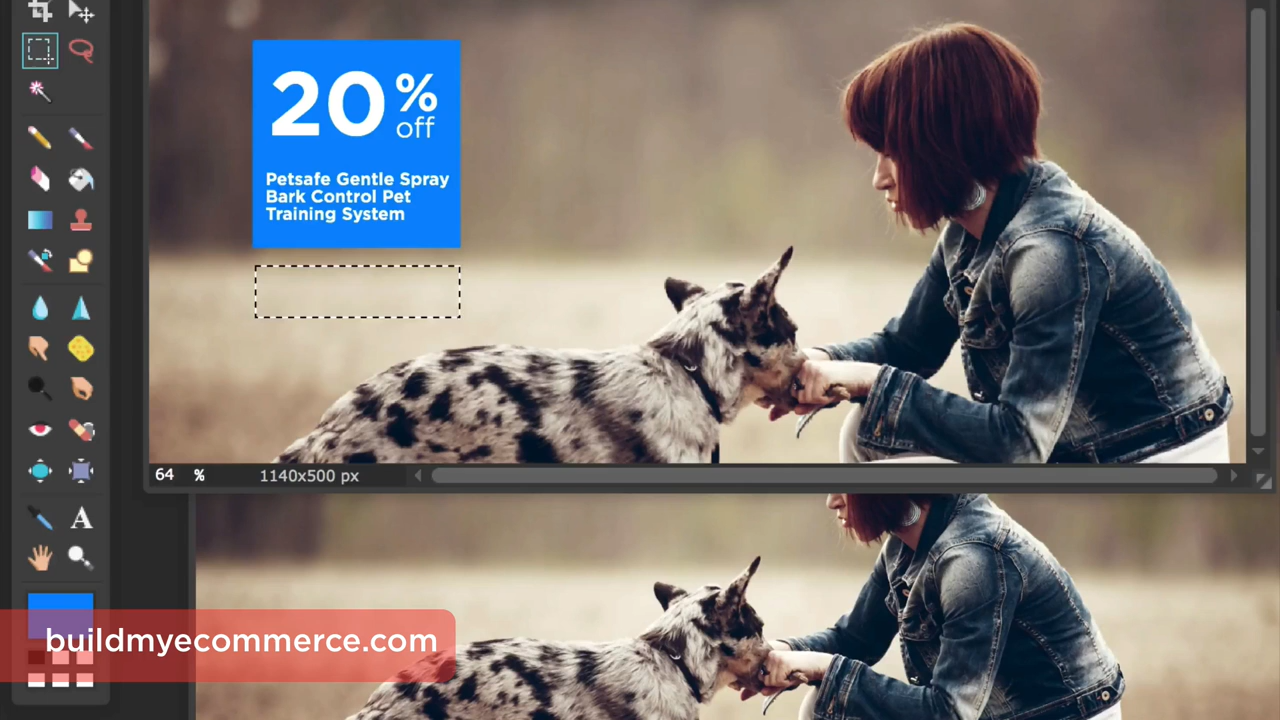 20%
off
Petsafe Gentle Spray
Bark Control Pet
Training System
64 %
1140x500 px
A
buildmyecommerce.com